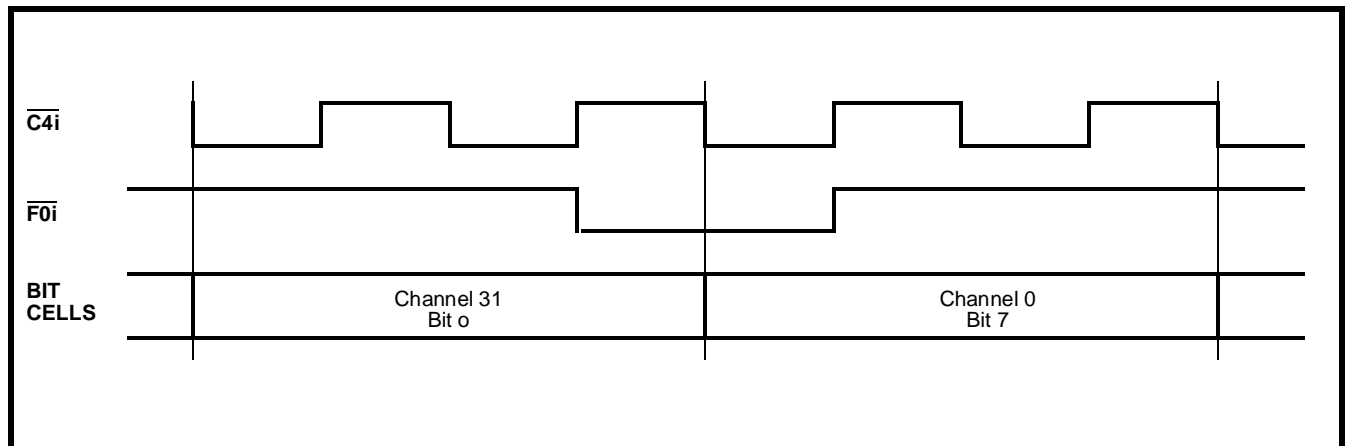 C4i
F0i
BIT
CELLS
Channel 31
Bit o
Channel 0
Bit 7